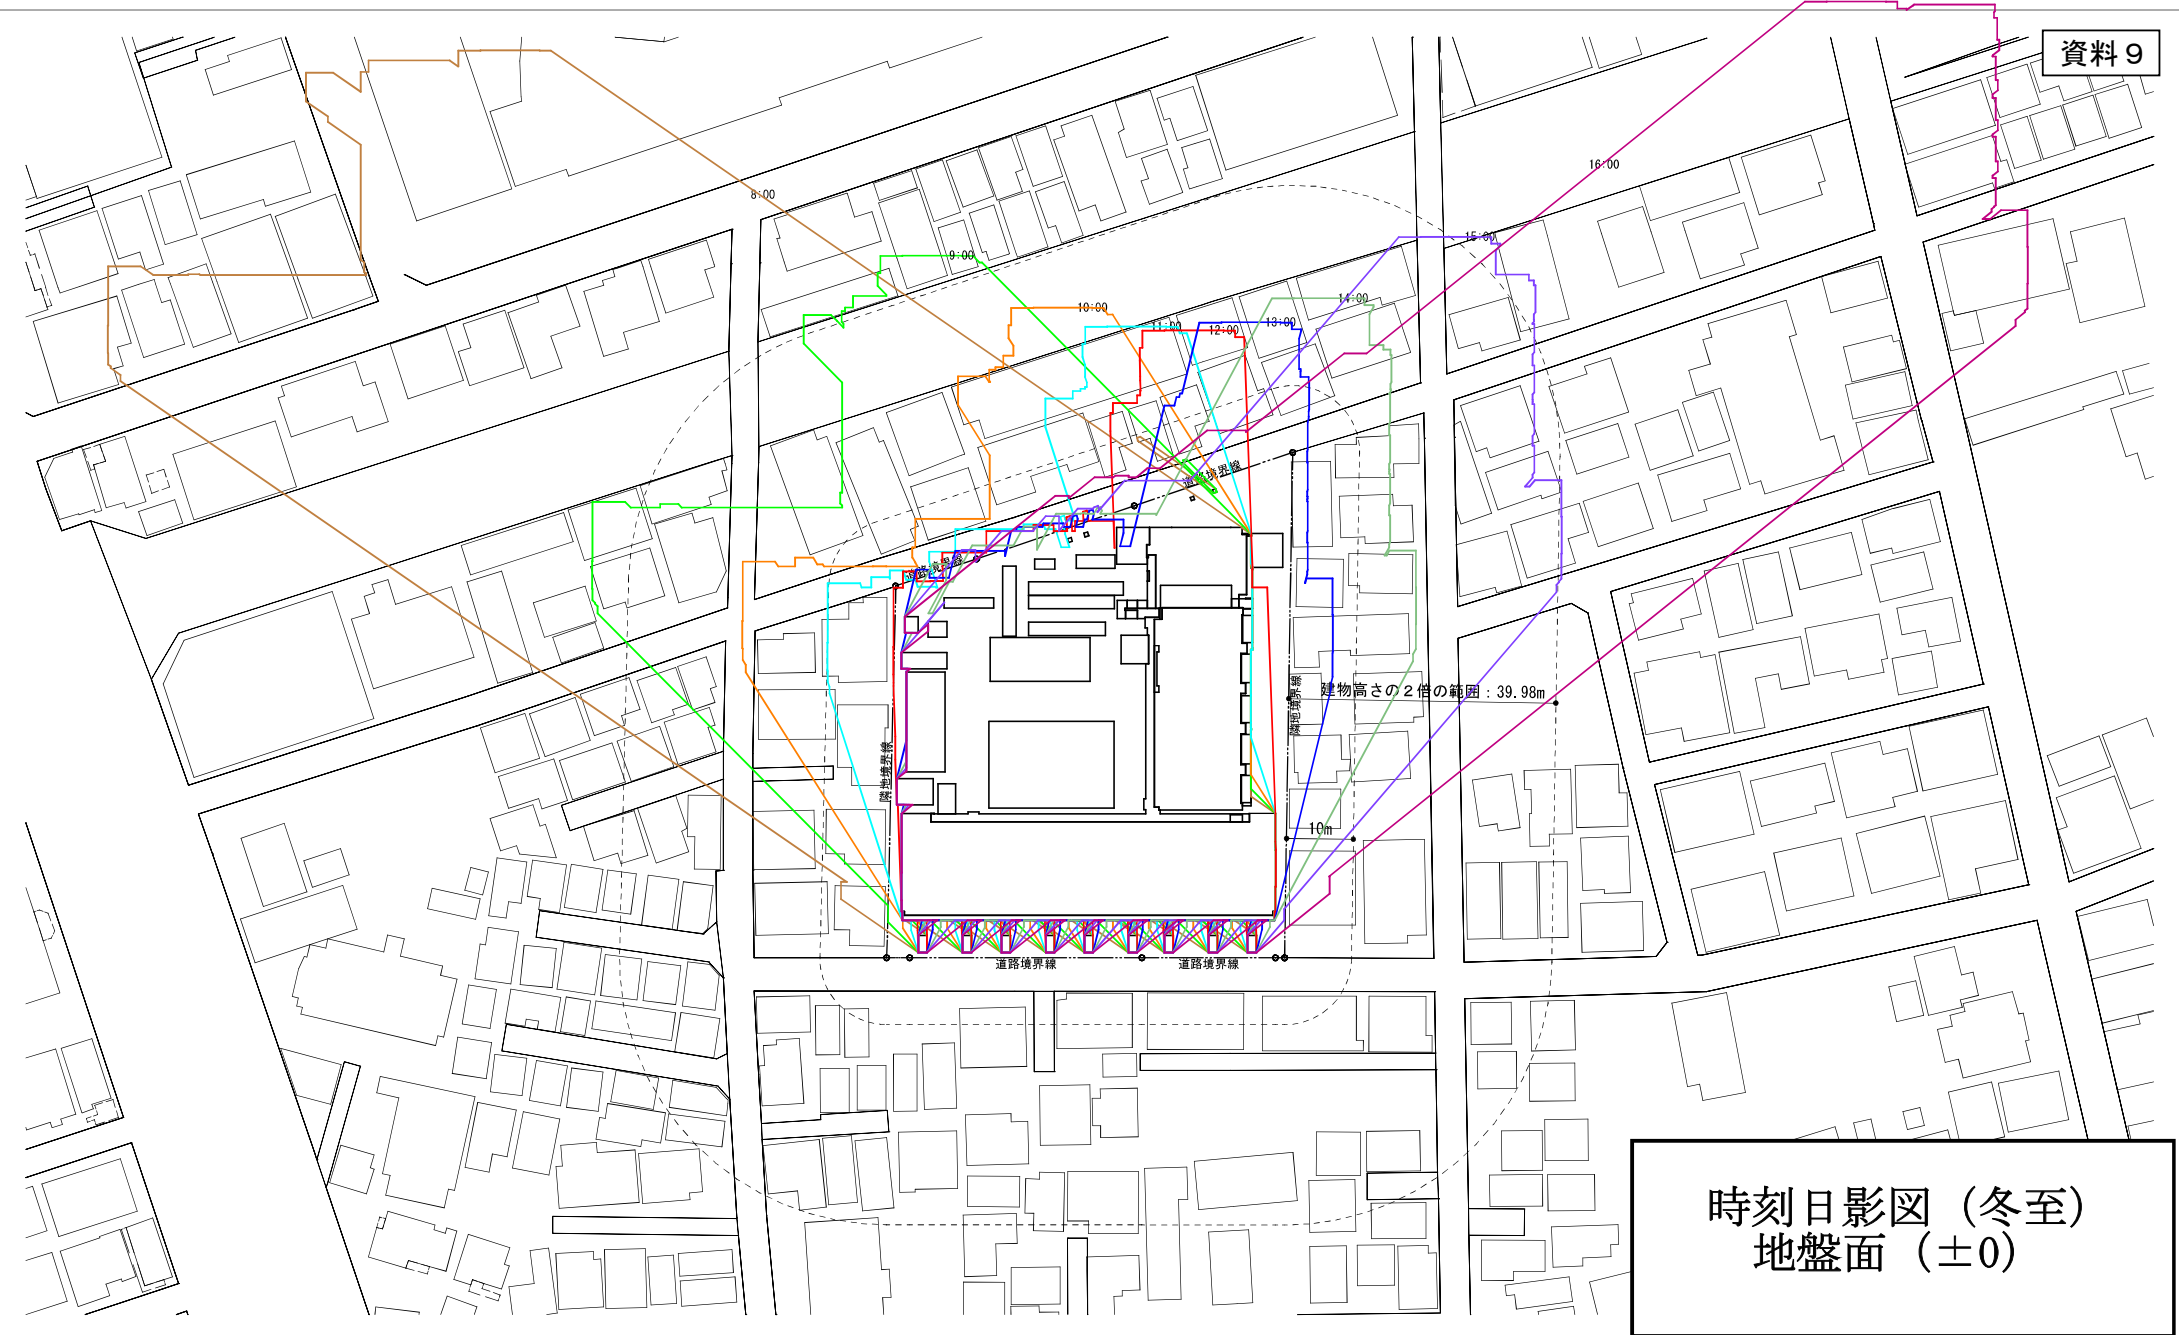 資料９
16:00
8:00
15:00
9:00
14:00
10:00
13:00
11:00
12:00
道路境界線
道路境界線
建物高さの２倍の範囲：39.98m
隣地境界線
隣地境界線
10m
道路境界線
道路境界線
時刻日影図（冬至）
地盤面（±0）